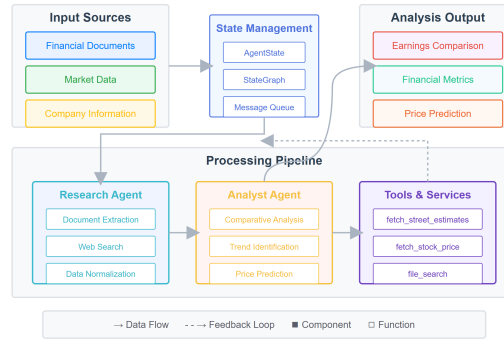 Input Sources
Financial Documents
Market Data
Company Information
State Management
AgentState
StateGraph
Message Queue
Analysis Output
Earnings Comparison
Financial Metrics
Price Prediction
Processing Pipeline
Research Agent
Document Extraction
Web Search
Data Normalization
Analyst Agent
Comparative Analysis
Trend Identification
Price Prediction
Tools & Services
fetch_street_estimates
fetch_stock_price
file_search
→ Data Flow - - → Feedback Loop ■ Component □ Function